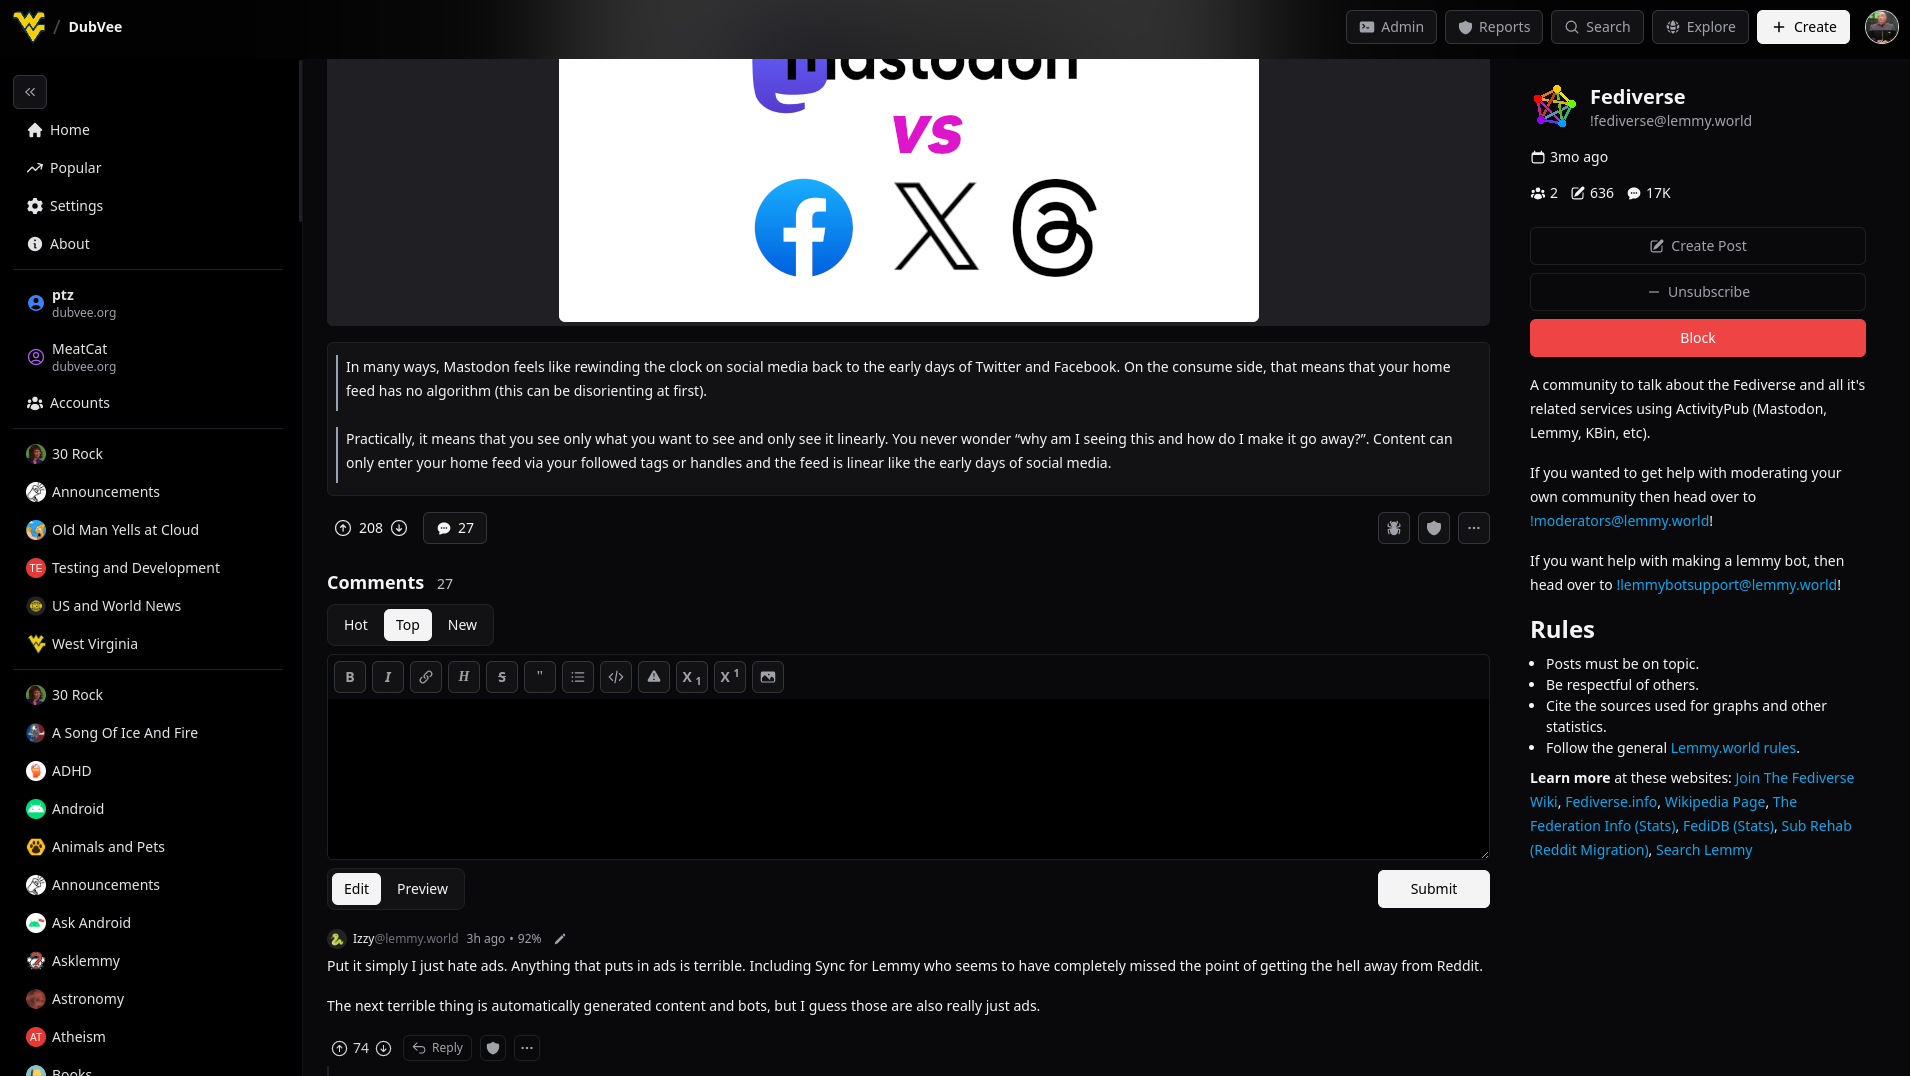 / DubVee
Admin
Reports
Search
Explore
Create
Home
Popular
Settings
About
ptz
dubvee.org
MeatCat
dubvee.org
Accounts
30 Rock
Announcements
Old Man Yells at Cloud
TE Testing and Development
US and World News
West Virginia
30 Rock
A Song Of Ice And Fire
ADHD
Android
Animals and Pets
Announcements
Ask Android
Asklemmy
Astronomy
AT Atheism
Books
mastodon
vs
In many ways, Mastodon feels like rewinding the clock on social media back to the early days of Twitter and Facebook. On the consume side, that means that your home
feed has no algorithm (this can be disorienting at first).
Practically, it means that you see only what you want to see and only see it linearly. You never wonder “why am I seeing this and how do I make it go away?”. Content can
only enter your home feed via your followed tags or handles and the feed is linear like the early days of social media.
208
27
Comments 27
Hot Top New
B I H S " X1 X1
Edit Preview
Submit
Izzy@lemmy.world 3h ago • 92%
Put it simply I just hate ads. Anything that puts in ads is terrible. Including Sync for Lemmy who seems to have completely missed the point of getting the hell away from Reddit.
The next terrible thing is automatically generated content and bots, but I guess those are also really just ads.
74 Reply
Fediverse
!fediverse@lemmy.world
3mo ago
2 636 17K
Create Post
Unsubscribe
Block
A community to talk about the Fediverse and all it's
related services using ActivityPub (Mastodon,
Lemmy, KBin, etc).
If you wanted to get help with moderating your
own community then head over to
!moderators@lemmy.world!
If you want help with making a lemmy bot, then
head over to !lemmybotsupport@lemmy.world!
Rules
• Posts must be on topic.
• Be respectful of others.
• Cite the sources used for graphs and other
statistics.
• Follow the general Lemmy.world rules.
Learn more at these websites: Join The Fediverse
Wiki, Fediverse.info, Wikipedia Page, The
Federation Info (Stats), FediDB (Stats), Sub Rehab
(Reddit Migration), Search Lemmy